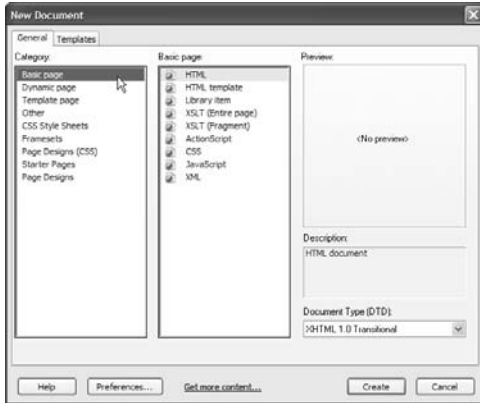 New Document
General Templates
Category: Basic page: Preview:
Basic page
Dynamic page
Template page
Other
CSS Style Sheets
Framesets
Page Designs (CSS)
Starter Pages
Page Designs
HTML
HTML template
Library item
XSLT (Entire page)
XSLT (Fragment)
ActionScript
CSS
JavaScript
XML
<No preview>
Description:
HTML document
Document Type (DTD):
XHTML 1.0 Transitional
Help Preferences... Get more content... Create Cancel